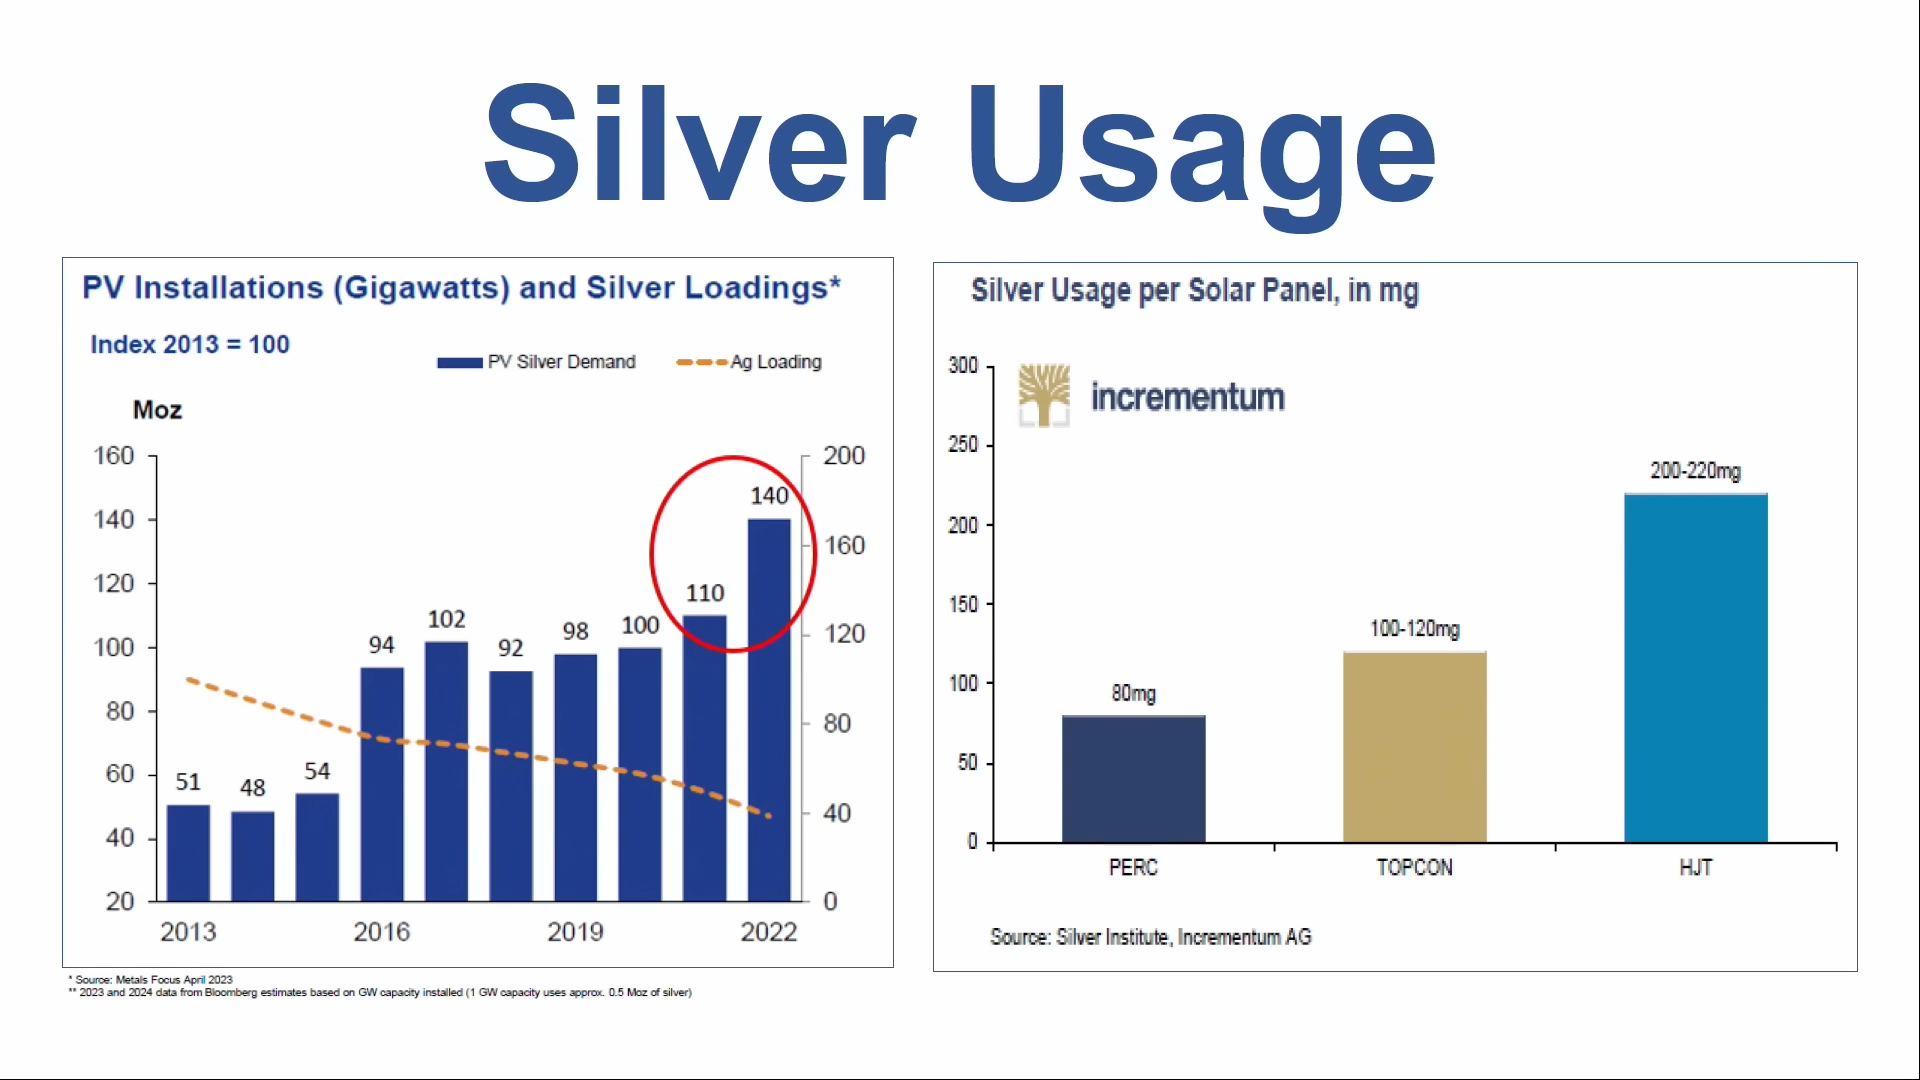 Silver Usage
PV Installations (Gigawatts) and Silver Loadings*
Index 2013 = 100
PV Silver Demand
Ag Loading
Moz
160
140
120
100
80
60
40
20
200
160
120
80
40
0
51
48
54
94
102
92
98
100
110
140
2013
2016
2019
2022
* Source: Metals Focus April 2023
** 2023 and 2024 data from Bloomberg estimates based on GW capacity installed (1 GW capacity uses approx. 0.5 Moz of silver)
Silver Usage per Solar Panel, in mg
incrementum
300
250
200
150
100
50
0
80mg
100-120mg
200-220mg
PERC
TOPCON
HJT
Source: Silver Institute, Incrementum AG